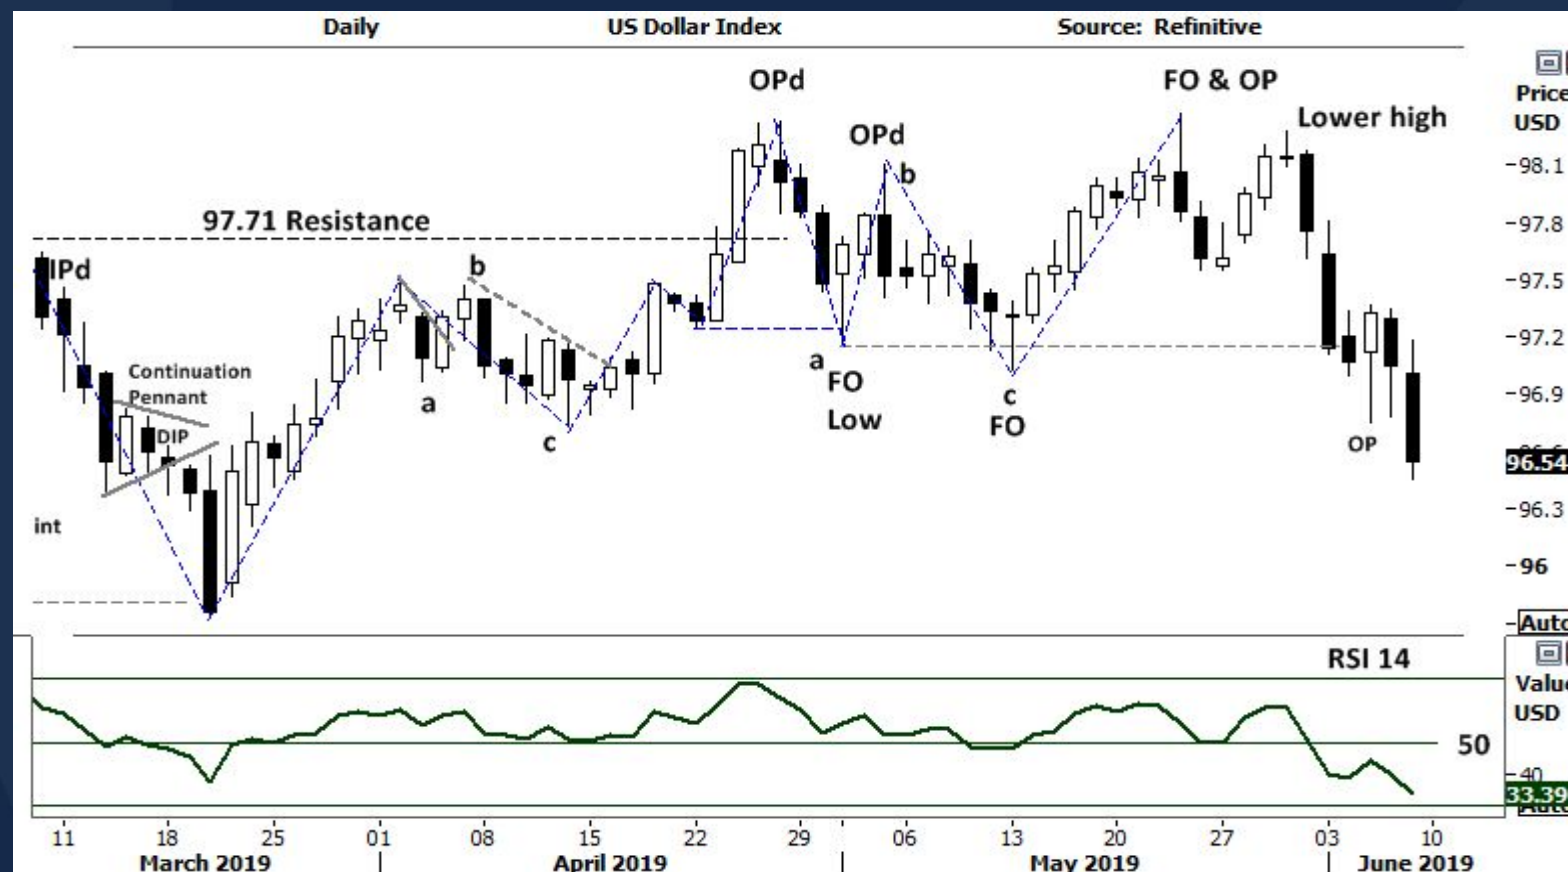 Daily US Dollar Index Source: Refinitive
OPd
FO & OP
Price
USD
Lower high
OPd
b
98.1
97.71 Resistance
97.8
IPd
b
97.5
97.2
a
FO
Low
Continuation
Pennant
a
c
FO
96.9
DIP
c
OP
96.54
int
96.3
96
Auto
RSI 14
Value
USD
50
40
33.39
11 18 25 01 08 15 22 29 06 13 20 27 03 10
March 2019 April 2019 May 2019 June 2019